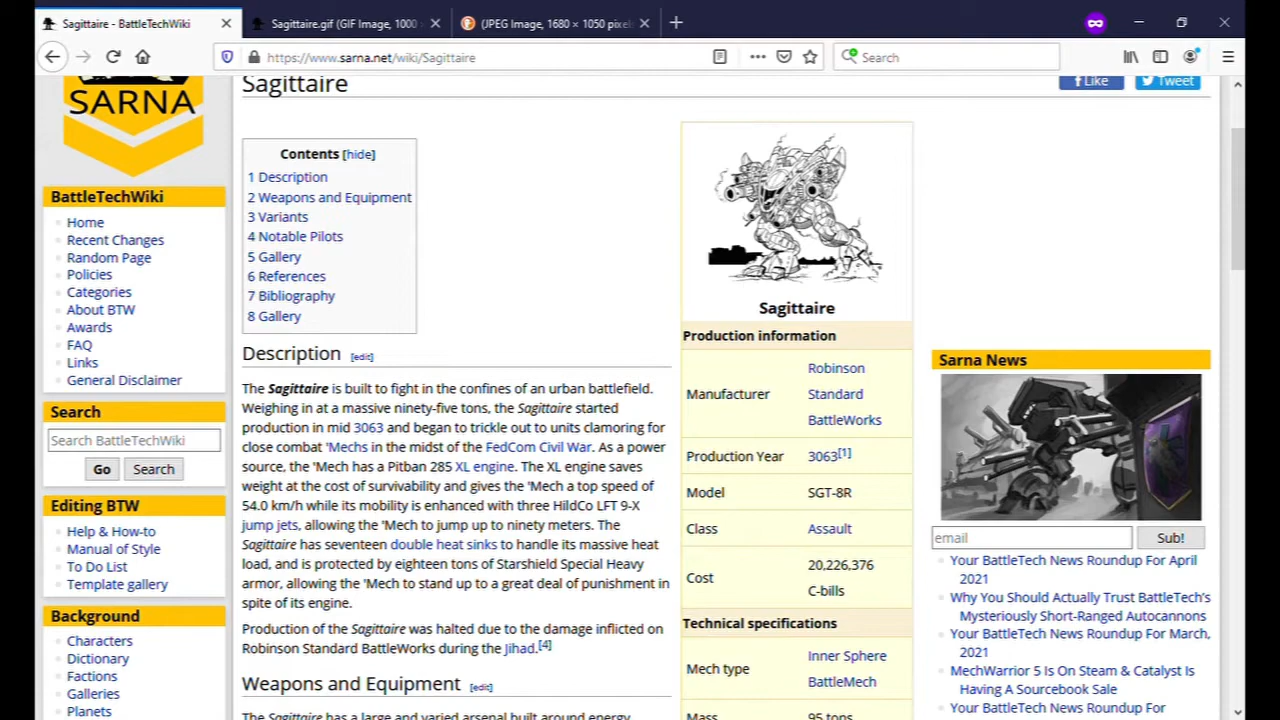 Sagittaire - BattleTechWiki
Sagittaire.gif (GIF Image, 1000
(JPEG Image, 1680 × 1050 pixel
https://www.sarna.net/wiki/Sagittaire
Search
SARNA
Sagittaire
Like
Tweet
BattleTechWiki
Home
Recent Changes
Random Page
Policies
Categories
About BTW
Awards
FAQ
Links
General Disclaimer
Search
Search BattleTechWiki
Go
Search
Editing BTW
Help & How-to
Manual of Style
To Do List
Template gallery
Background
Characters
Dictionary
Factions
Galleries
Planets
Contents [hide]
1 Description
2 Weapons and Equipment
3 Variants
4 Notable Pilots
5 Gallery
6 References
7 Bibliography
8 Gallery
Description [edit]
The Sagittaire is built to fight in the confines of an urban battlefield.
Weighing in at a massive ninety-five tons, the Sagittaire started
production in mid 3063 and began to trickle out to units clamoring for
close combat 'Mechs in the midst of the FedCom Civil War. As a power
source, the 'Mech has a Pitban 285 XL engine. The XL engine saves
weight at the cost of survivability and gives the 'Mech a top speed of
54.0 km/h while its mobility is enhanced with three HildCo LFT 9-X
jump jets, allowing the 'Mech to jump up to ninety meters. The
Sagittaire has seventeen double heat sinks to handle its massive heat
load, and is protected by eighteen tons of Starshield Special Heavy
armor, allowing the 'Mech to stand up to a great deal of punishment in
spite of its engine.
Production of the Sagittaire was halted due to the damage inflicted on
Robinson Standard BattleWorks during the Jihad.[4]
Weapons and Equipment [edit]
The Sagittaire has a large and varied arsenal built around energy
Sagittaire
Production information
Manufacturer
Robinson
Standard
BattleWorks
Production Year
3063[1]
Model
SGT-8R
Class
Assault
Cost
20,226,376
C-bills
Technical specifications
Mech type
Inner Sphere
BattleMech
Mass
95 tons
Sarna News
email
Sub!
Your BattleTech News Roundup For April
2021
Why You Should Actually Trust BattleTech's
Mysteriously Short-Ranged Autocannons
Your BattleTech News Roundup For March,
2021
MechWarrior 5 Is On Steam & Catalyst Is
Having A Sourcebook Sale
Your BattleTech News Roundup For